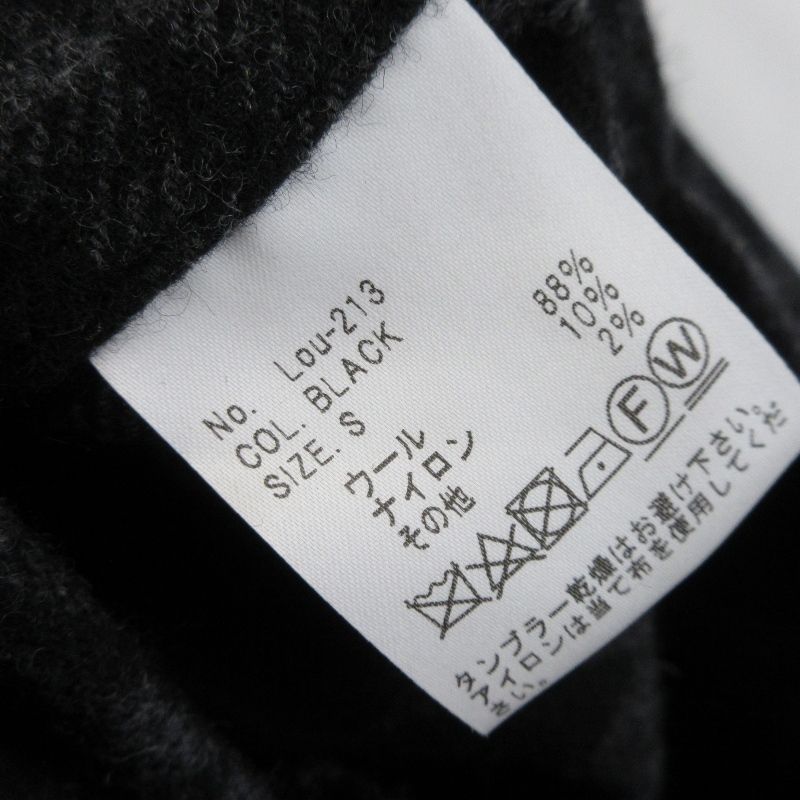 No. Lou-213
COL. BLACK
SIZE. S
ウール 88%
ナイロン 10%
その他 2%
F W
タンブラー乾燥はお避け下さい。
アイロンは当て布を使用してくだ
さい。